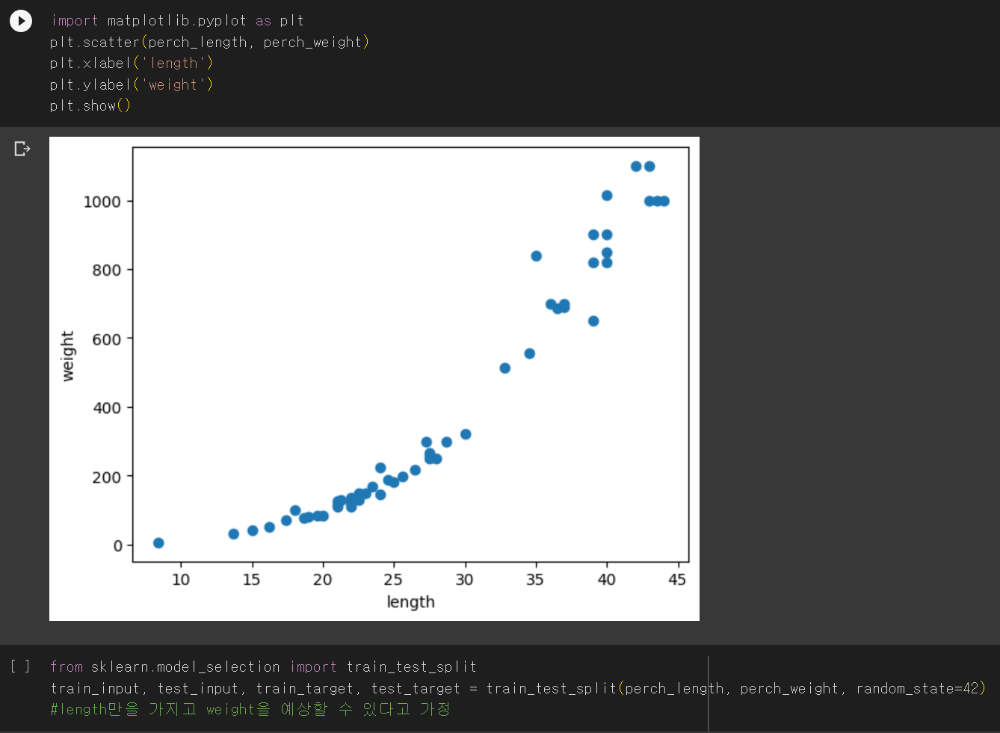 import matplotlib.pyplot as plt
plt.scatter(perch_length, perch_weight)
plt.xlabel('length')
plt.ylabel('weight')
plt.show()
1000
800
600
400
200
0
weight
10 15 20 25 30 35 40 45
length
[ ] from sklearn.model_selection import train_test_split
train_input, test_input, train_target, test_target = train_test_split(perch_length, perch_weight, random_state=42)
#length만을 가지고 weight을 예상할 수 있다고 가정